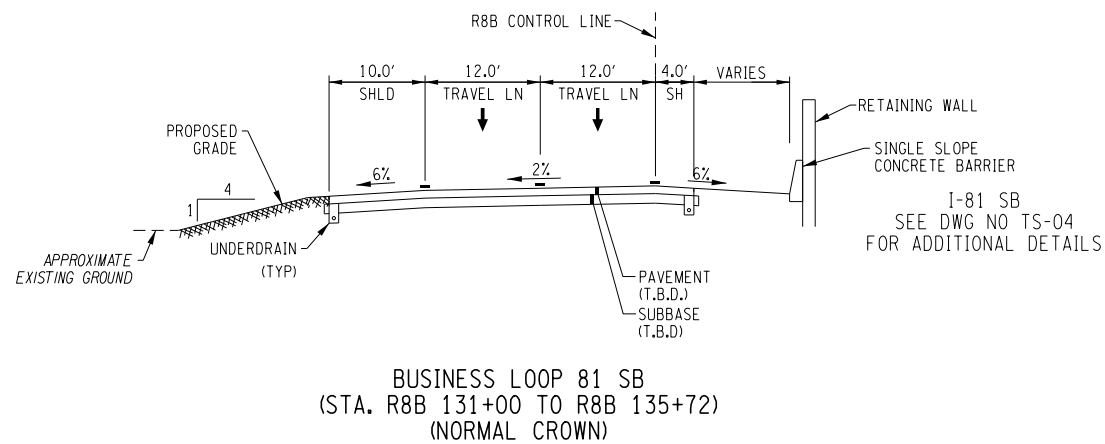 R8B CONTROL LINE
10.0'
SHLD
12.0'
TRAVEL LN
12.0'
TRAVEL LN
4.0'
SH
VARIES
RETAINING WALL
SINGLE SLOPE
CONCRETE BARRIER
PROPOSED
GRADE
6%
2%
6%
4
1
I-81 SB
SEE DWG NO TS-04
FOR ADDITIONAL DETAILS
UNDERDRAIN
(TYP)
APPROXIMATE
EXISTING GROUND
PAVEMENT
(T.B.D.)
SUBBASE
(T.B.D)
BUSINESS LOOP 81 SB
(STA. R8B 131+00 TO R8B 135+72)
(NORMAL CROWN)